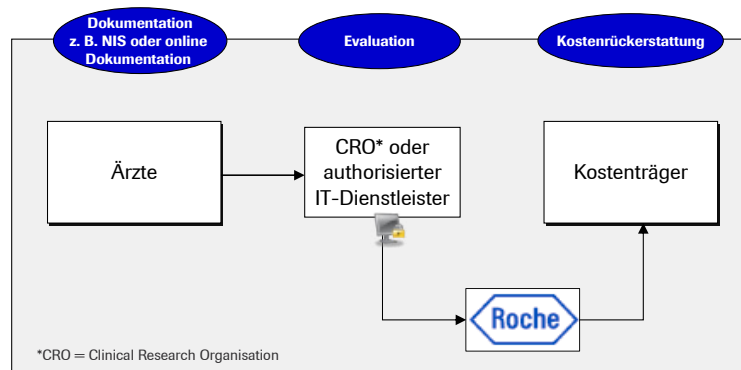 Dokumentation
z. B. NIS oder online
Dokumentation
Evaluation
Kostenrückerstattung
Ärzte
CRO* oder
authorisierter
IT-Dienstleister
Kostenträger
Roche
*CRO = Clinical Research Organisation